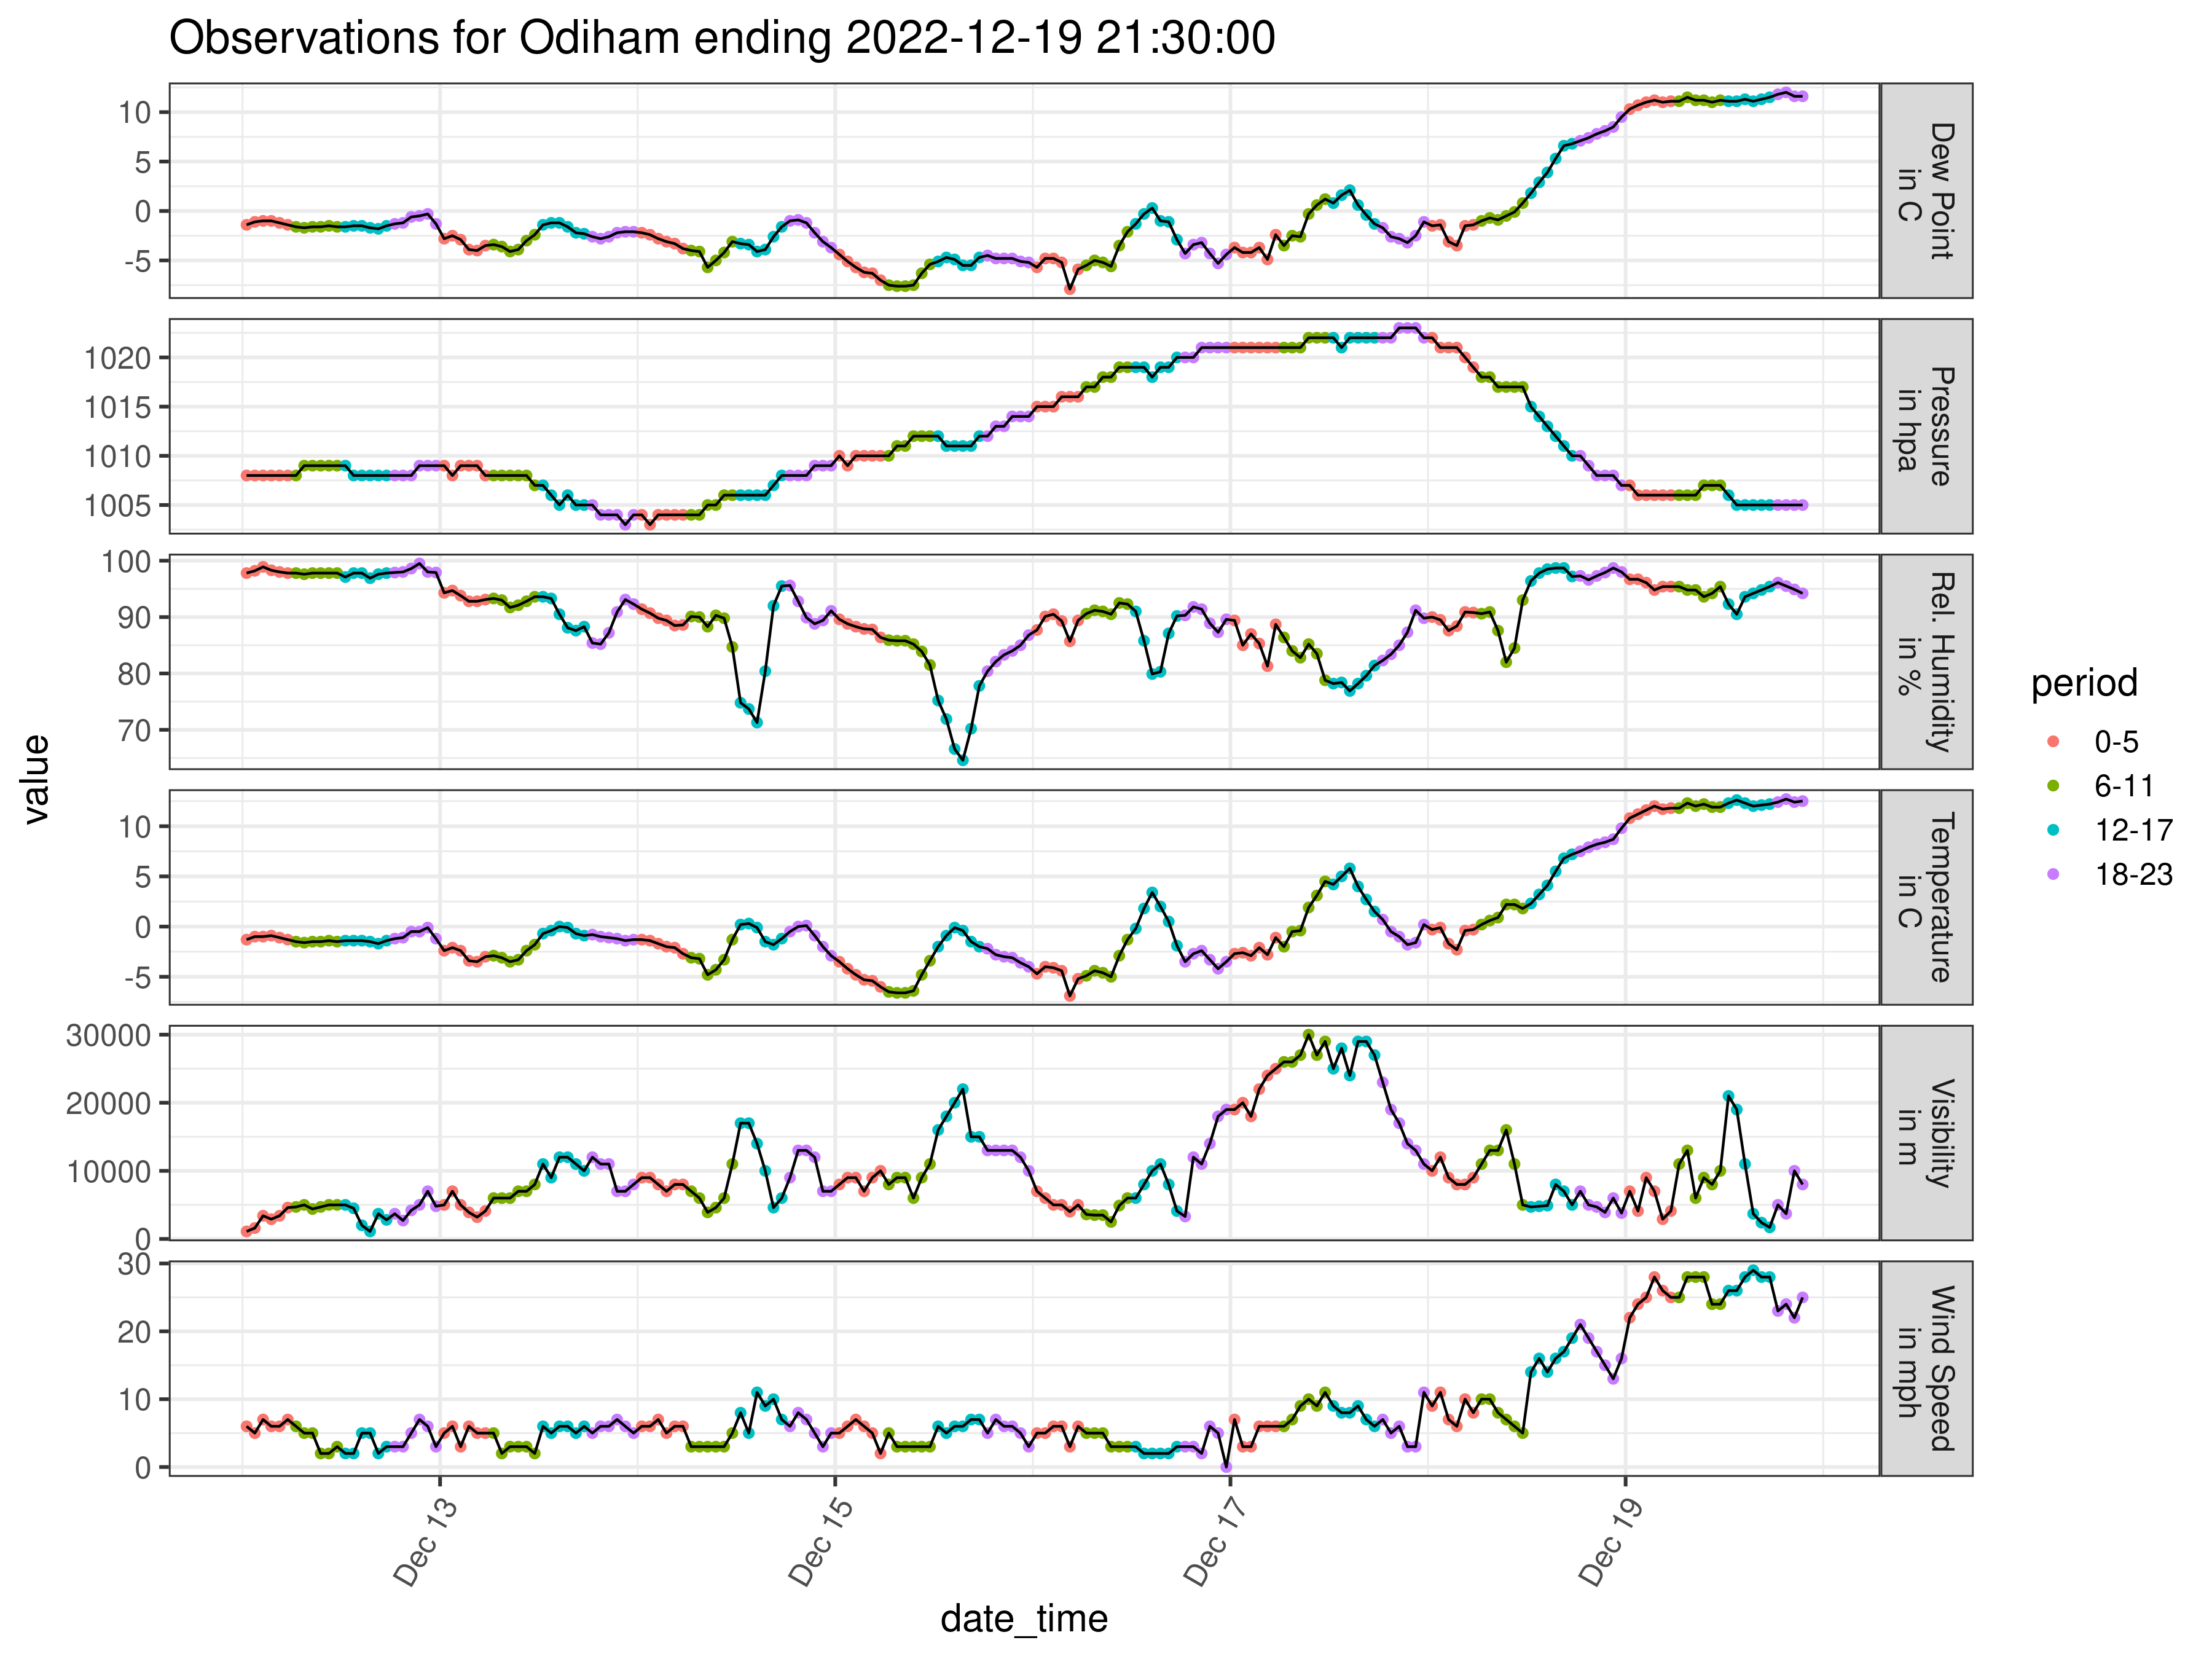 Observations for Odiham ending 2022-12-19 21:30:00
10
5
0
-5
Dew Point
in C
1020
1015
1010
1005
Pressure
in hpa
100
90
80
70
Rel. Humidity
in %
10
5
0
-5
Temperature
in C
30000
20000
10000
0
Visibility
in m
30
20
10
0
Wind Speed
in mph
value
Dec 13
Dec 15
Dec 17
Dec 19
date_time
period
0-5
6-11
12-17
18-23